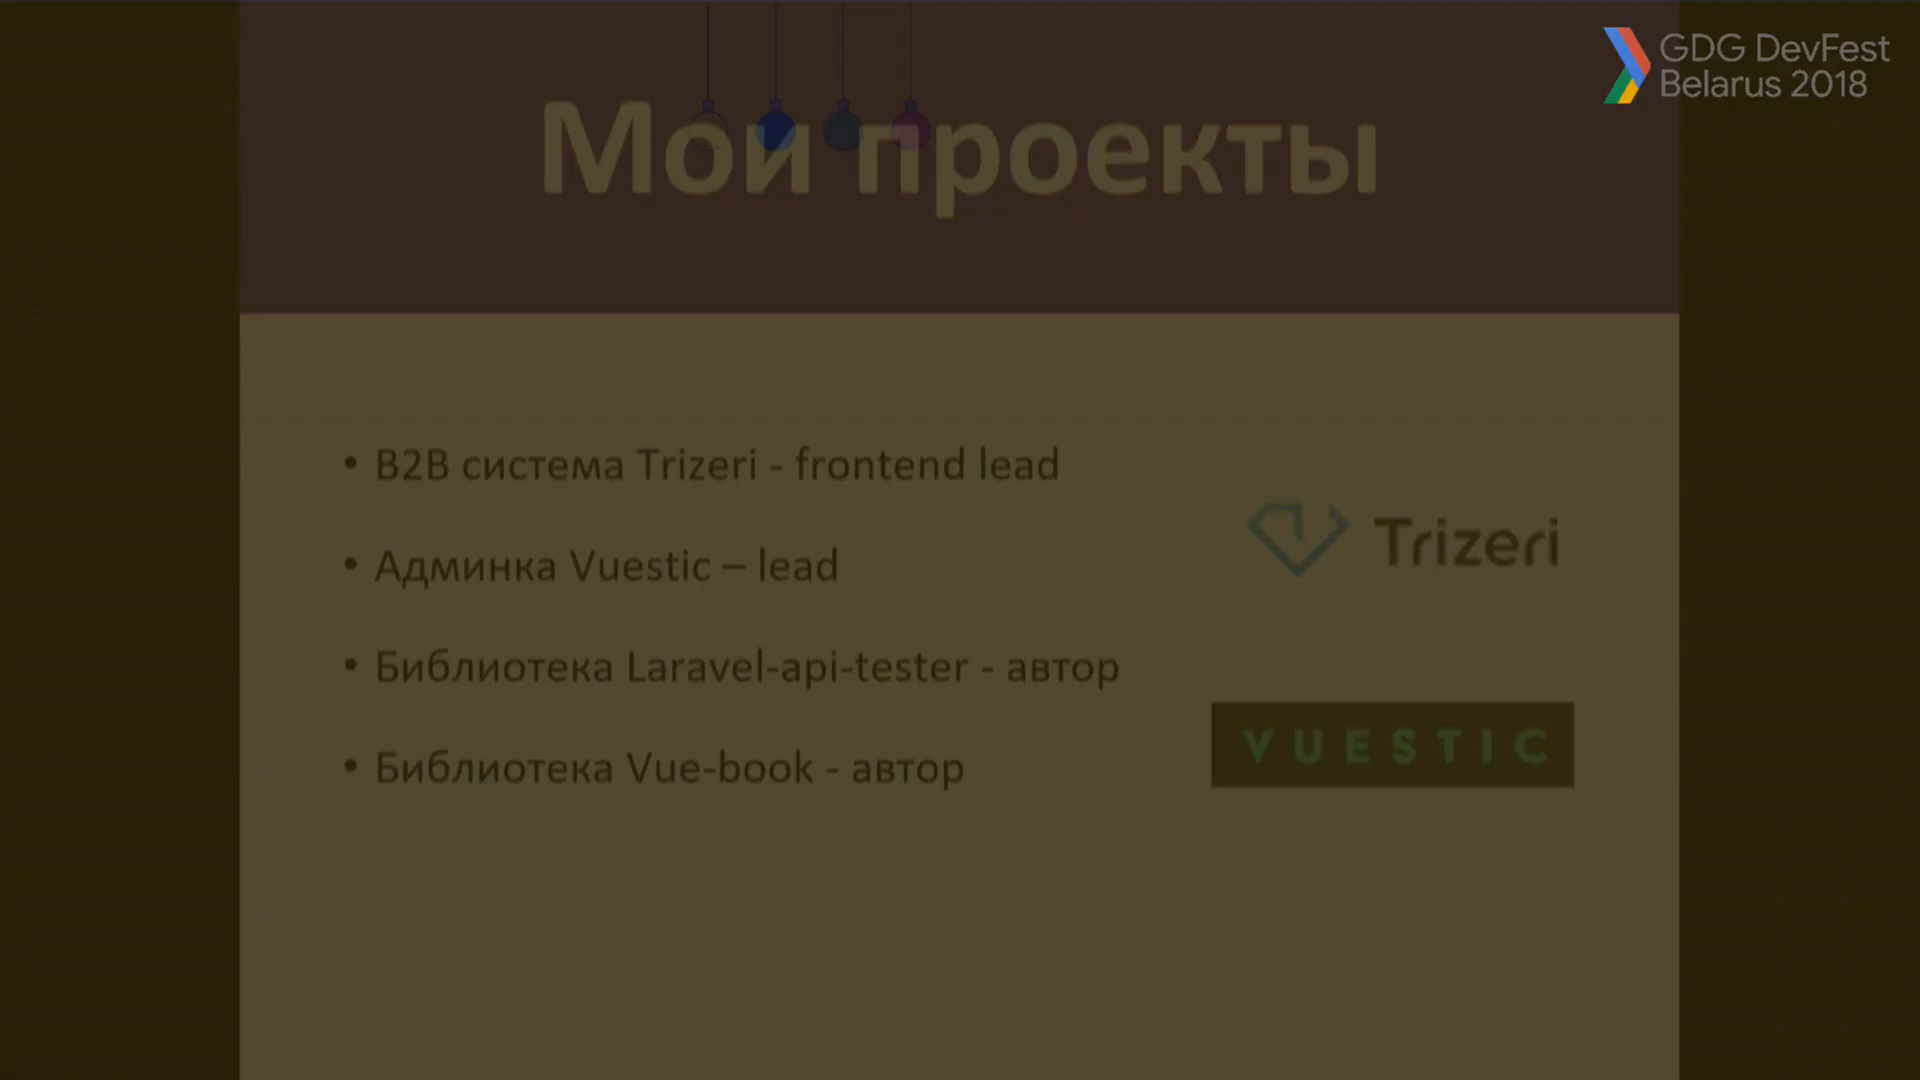 GDG DevFest
Belarus 2018
Мои проекты
• B2B система Trizeri - frontend lead
• Админка Vuestic – lead
• Библиотека Laravel-api-tester - автор
• Библиотека Vue-book - автор
Trizeri
VUESTIC